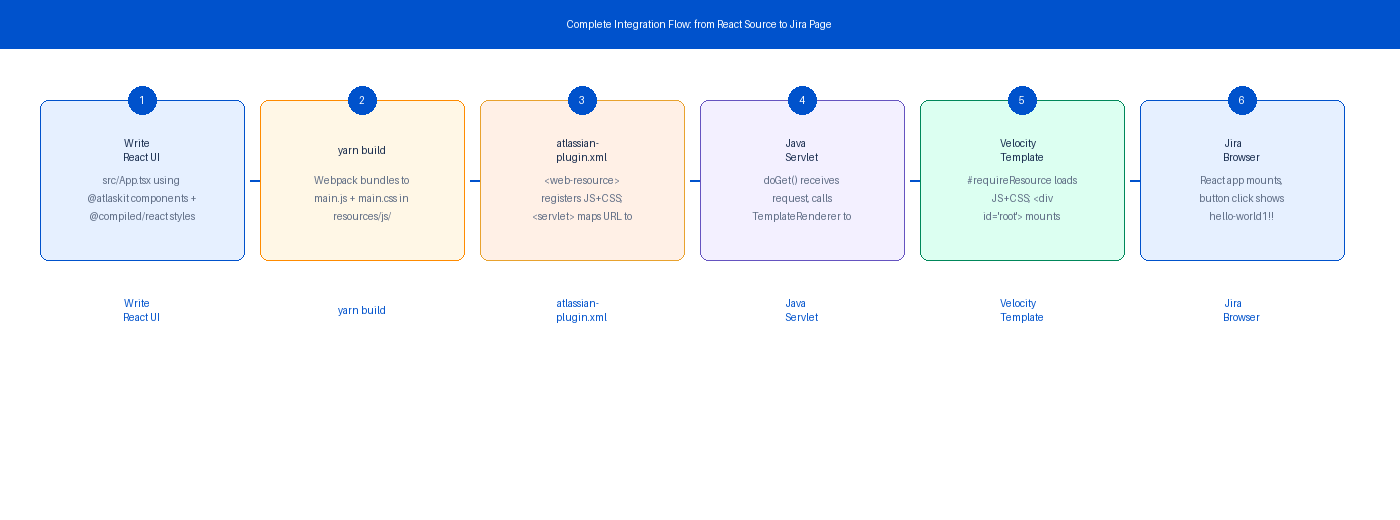 Complete Integration Flow: from React Source to Jira Page
1
Write
React UI
src/App.tsx using
@atlaskit components +
@compiled/react styles
2
yarn build
Webpack bundles to
main.js + main.css in
resources/js/
3
atlassian-
plugin.xml
<web-resource>
registers JS+CSS;
<servlet> maps URL to
4
Java
Servlet
doGet() receives
request, calls
TemplateRenderer to
5
Velocity
Template
#requireResource loads
JS+CSS; <div
id='root'> mounts
6
Jira
Browser
React app mounts,
button click shows
hello-world1!!
Write
React UI
yarn build
atlassian-
plugin.xml
Java
Servlet
Velocity
Template
Jira
Browser